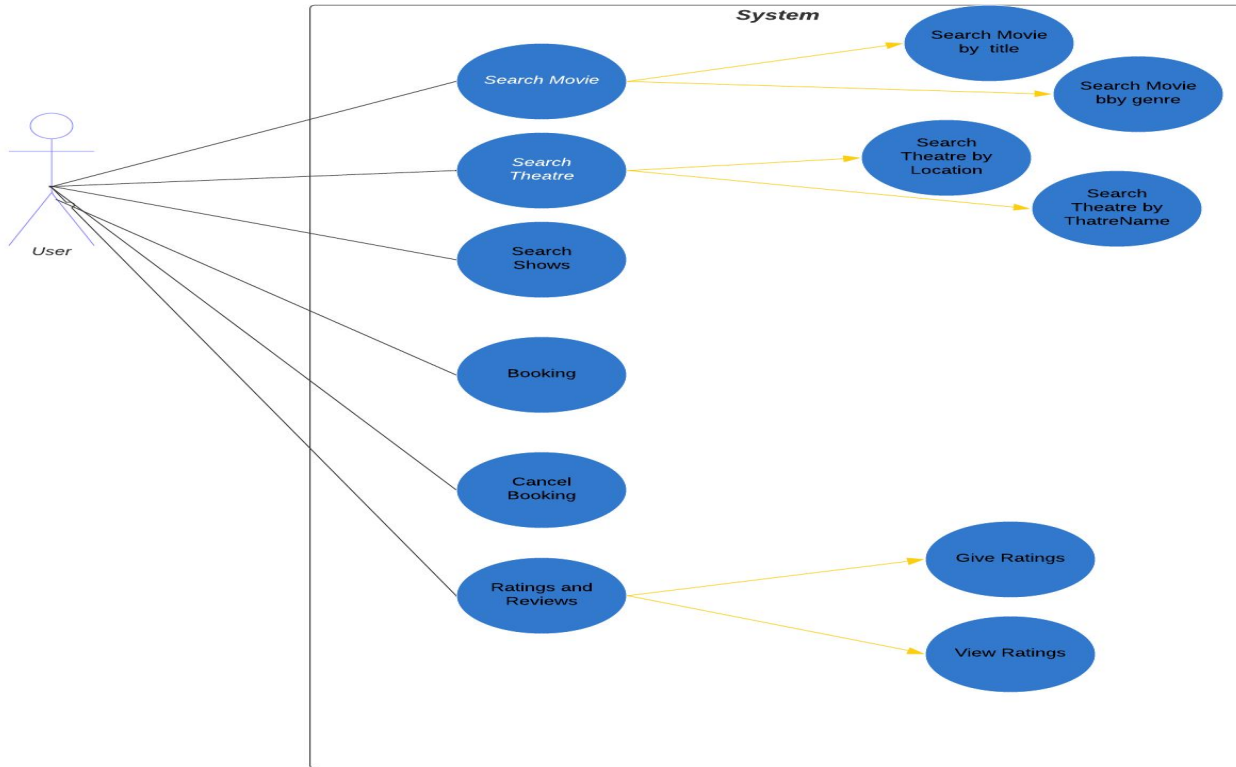 System
Search Movie
by title
Search Movie
Search Movie
bby genre
Search
Theatre by
Location
Search
Theatre
Search
Theatre by
ThatreName
User
Search
Shows
Booking
Cancel
Booking
Give Ratings
Ratings and
Reviews
View Ratings